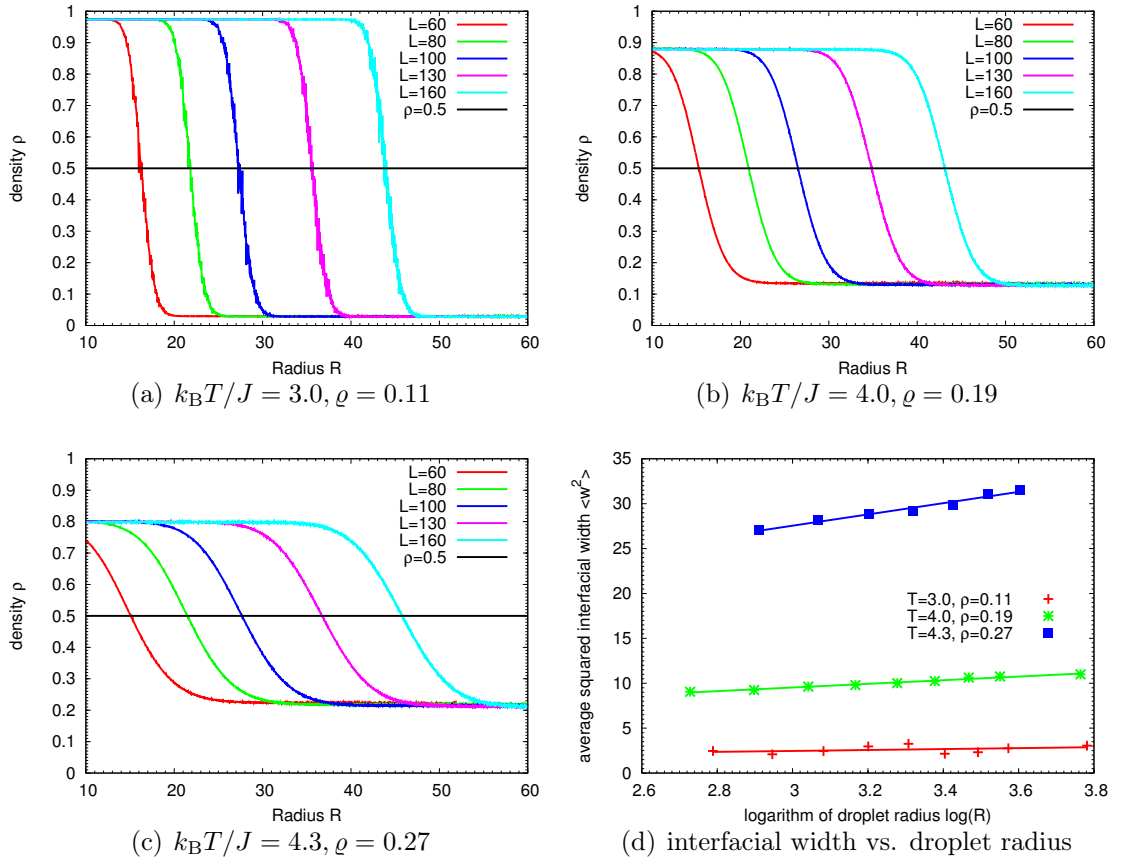 1
0.9
0.8
0.7
0.6
0.5
0.4
0.3
0.2
0.1
0
density ρ
10 20 30 40 50 60
Radius R
L=60
L=80
L=100
L=130
L=160
ρ=0.5
(a) k_BT/J = 3.0, ϱ = 0.11
1
0.9
0.8
0.7
0.6
0.5
0.4
0.3
0.2
0.1
0
density ρ
10 20 30 40 50 60
Radius R
L=60
L=80
L=100
L=130
L=160
ρ=0.5
(b) k_BT/J = 4.0, ϱ = 0.19
1
0.9
0.8
0.7
0.6
0.5
0.4
0.3
0.2
0.1
0
density ρ
10 20 30 40 50 60
Radius R
L=60
L=80
L=100
L=130
L=160
ρ=0.5
(c) k_BT/J = 4.3, ϱ = 0.27
35
30
25
20
15
10
5
0
average squared interfacial width <w²>
2.6 2.8 3 3.2 3.4 3.6 3.8
logarithm of droplet radius log(R)
T=3.0, ρ=0.11
T=4.0, ρ=0.19
T=4.3, ρ=0.27
(d) interfacial width vs. droplet radius